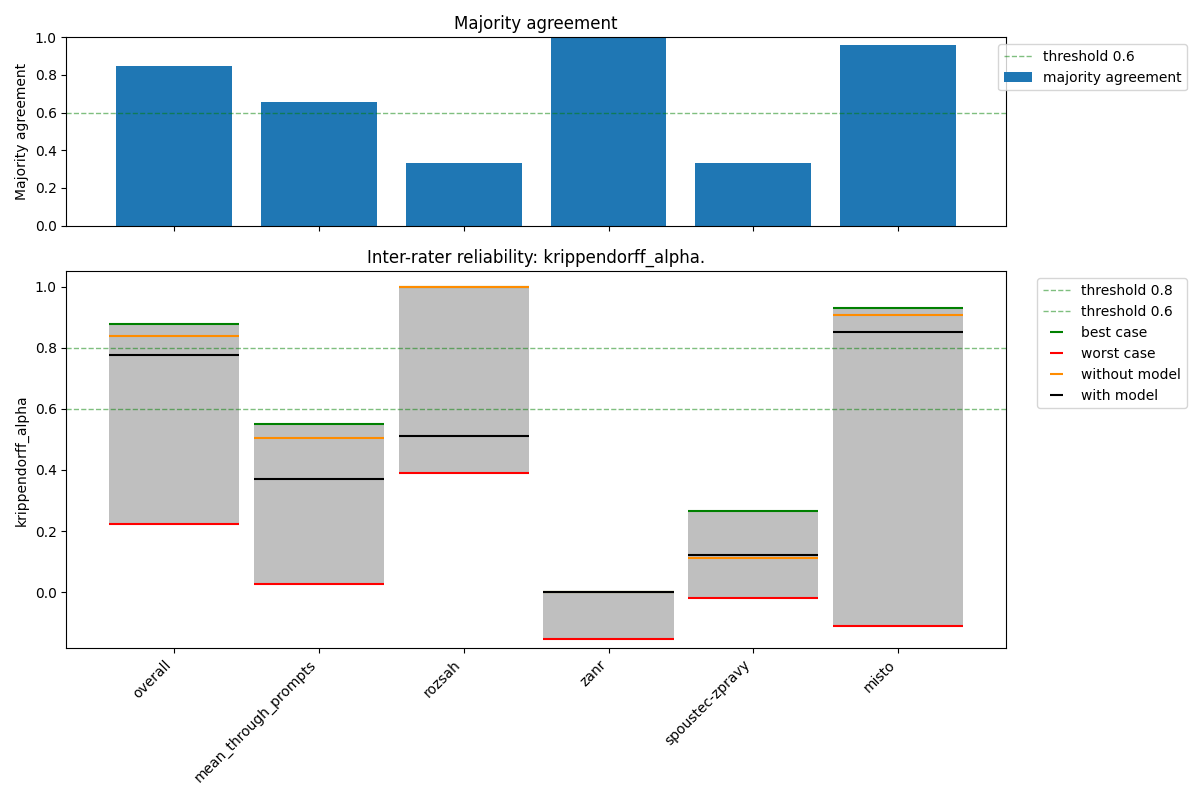 Majority agreement
1.0
0.8
0.6
0.4
0.2
0.0
Majority agreement
threshold 0.6
majority agreement
Inter-rater reliability: krippendorff_alpha.
1.0
0.8
0.6
0.4
0.2
0.0
krippendorff_alpha
threshold 0.8
threshold 0.6
best case
worst case
without model
with model
overall
mean_through_prompts
rozsah
zanr
spoustec-zpravy
misto